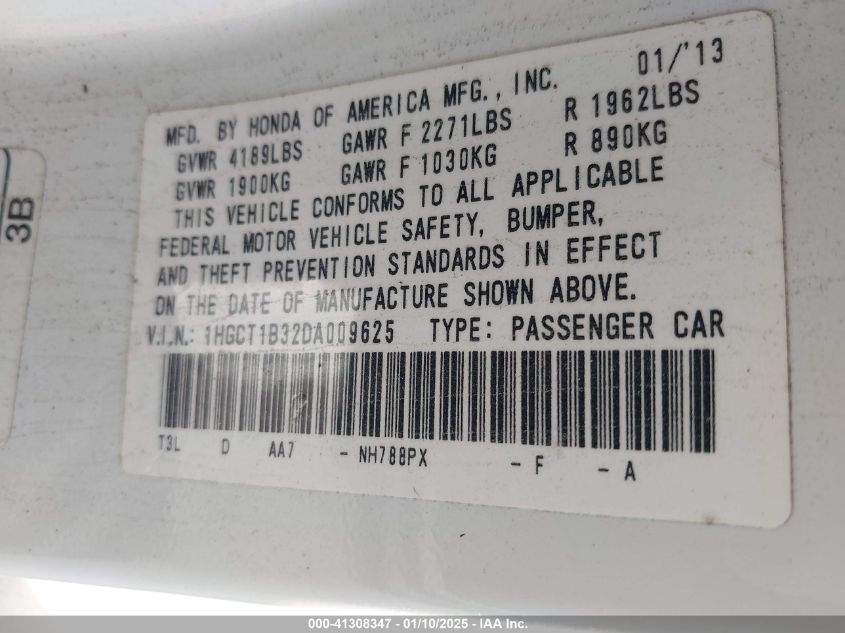 3B
01/'13
MFD. BY HONDA OF AMERICA MFG., INC.
GVWR 4189LBS GAWR F 2271LBS R 1962LBS
GVWR 1900KG GAWR F 1030KG R 890KG
THIS VEHICLE CONFORMS TO ALL APPLICABLE
FEDERAL MOTOR VEHICLE SAFETY, BUMPER,
AND THEFT PREVENTION STANDARDS IN EFFECT
ON THE DATE OF MANUFACTURE SHOWN ABOVE.
V.I.N.: 1HGCT1B32DA009625 TYPE: PASSENGER CAR
T3L D AA7 - NH788PX - F - A
000-41308347 - 01/10/2025 - IAA Inc.